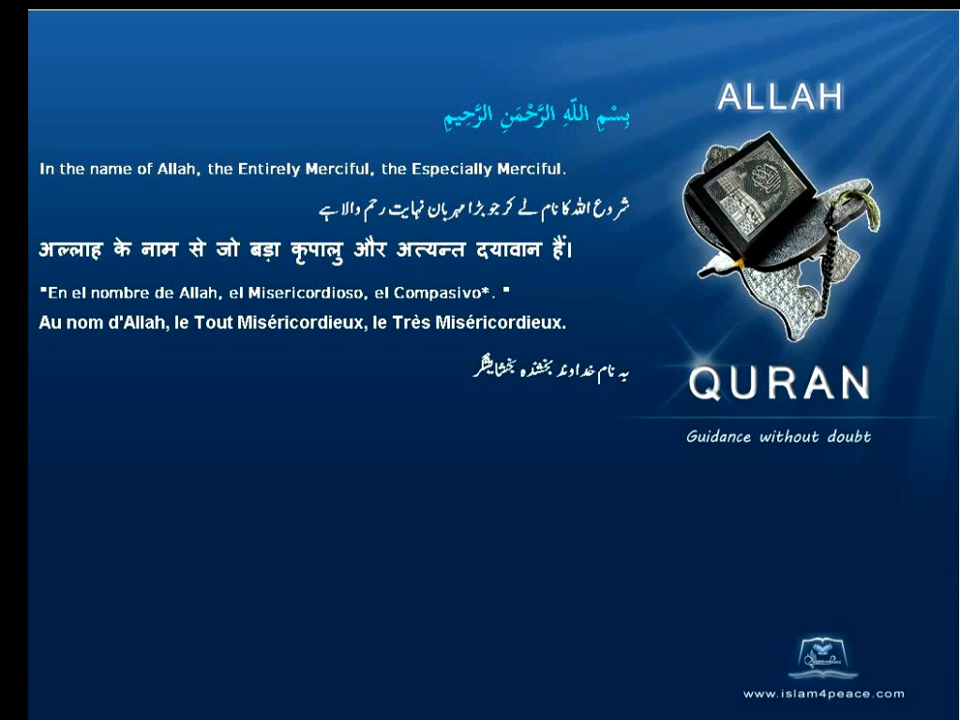 بِسْمِ اللّهِ الرَّحْمَنِ الرَّحِيمِ
In the name of Allah, the Entirely Merciful, the Especially Merciful.
شروع اللہ کا نام لے کر جو بڑا مہربان نہایت رحم والا ہے
अल्लाह के नाम से जो बड़ा कृपालु और अत्यन्त दयावान हैं।
"En el nombre de Allah, el Misericordioso, el Compasivo*. "
Au nom d'Allah, le Tout Miséricordieux, le Très Miséricordieux.
به نام خداوند بخشنده بخشایشگر
ALLAH
QURAN
Guidance without doubt
www.islam4peace.com